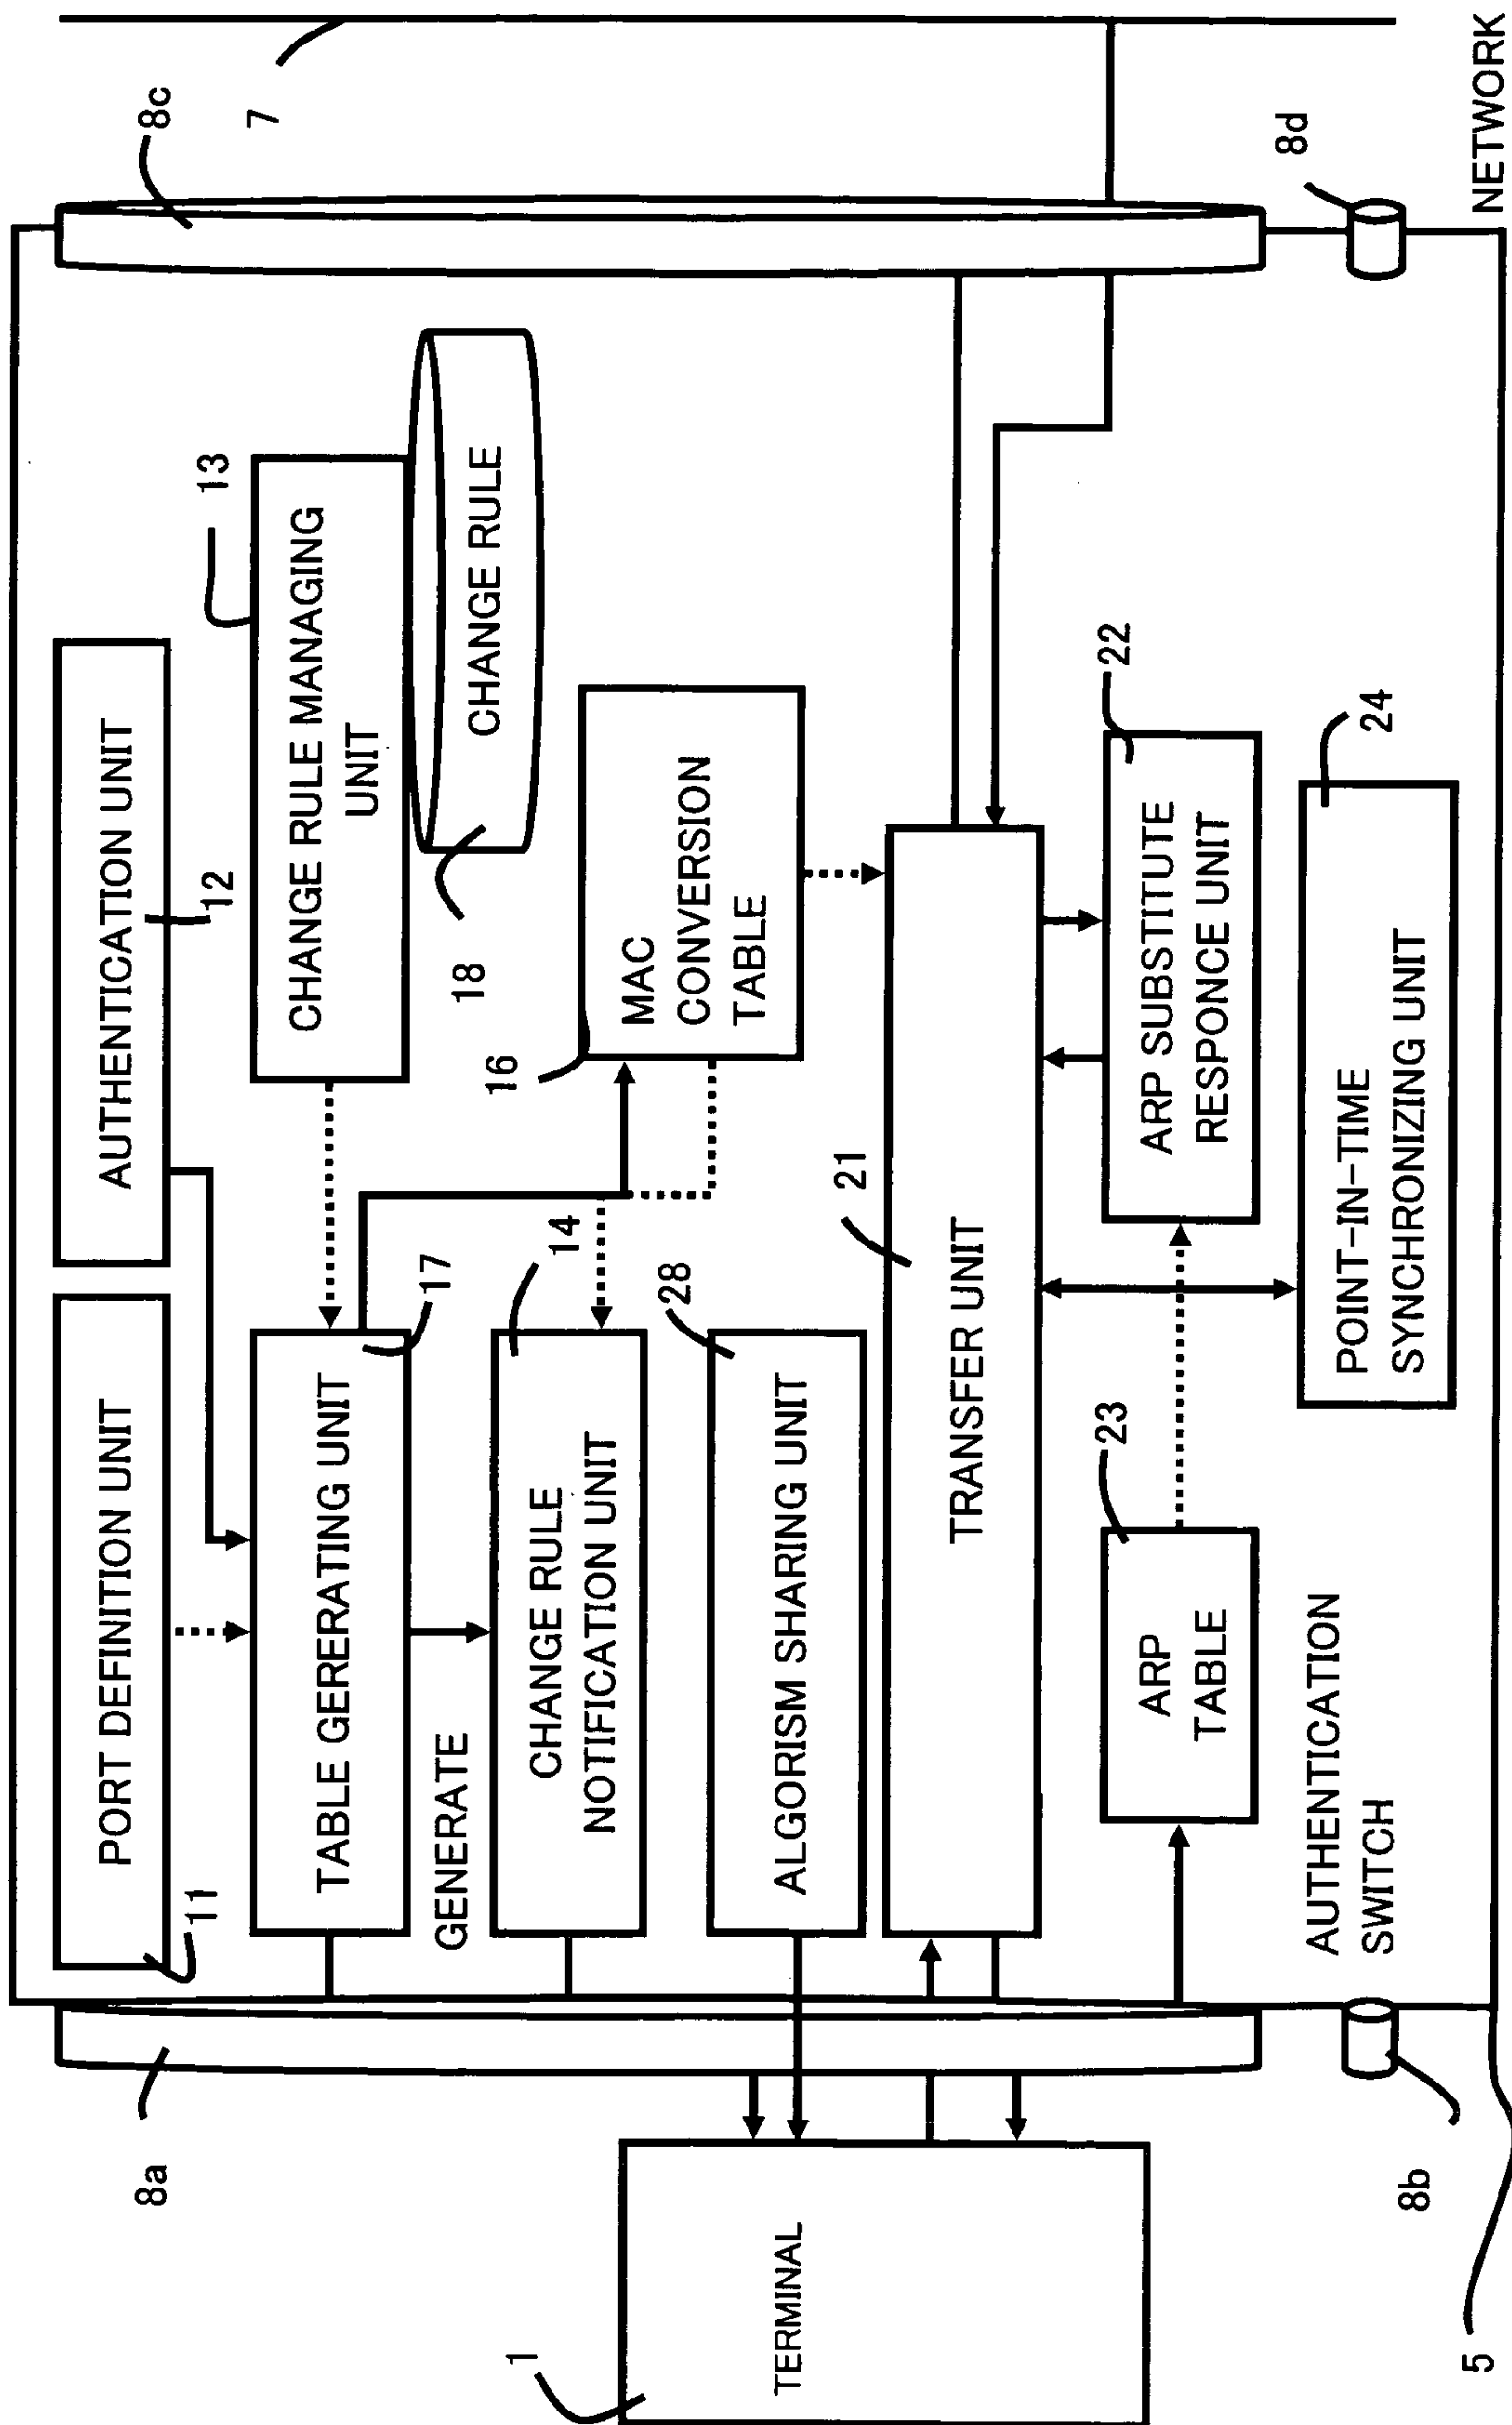 PORT DEFINITION UNIT
11
AUTHENTICATION UNIT
12
8c
7
13
CHANGE RULE MANAGING
UNIT
CHANGE RULE
18
TABLE GERERATING UNIT
17
GENERATE
CHANGE RULE
NOTIFICATION UNIT
14
16
MAC
CONVERSION
TABLE
ALGORISM SHARING UNIT
28
TRANSFER UNIT
21
8a
1
TERMINAL
ARP
TABLE
23
ARP SUBSTITUTE
RESPONCE UNIT
22
POINT-IN-TIME
SYNCHRONIZING UNIT
24
8d
8b
AUTHENTICATION
SWITCH
5
NETWORK